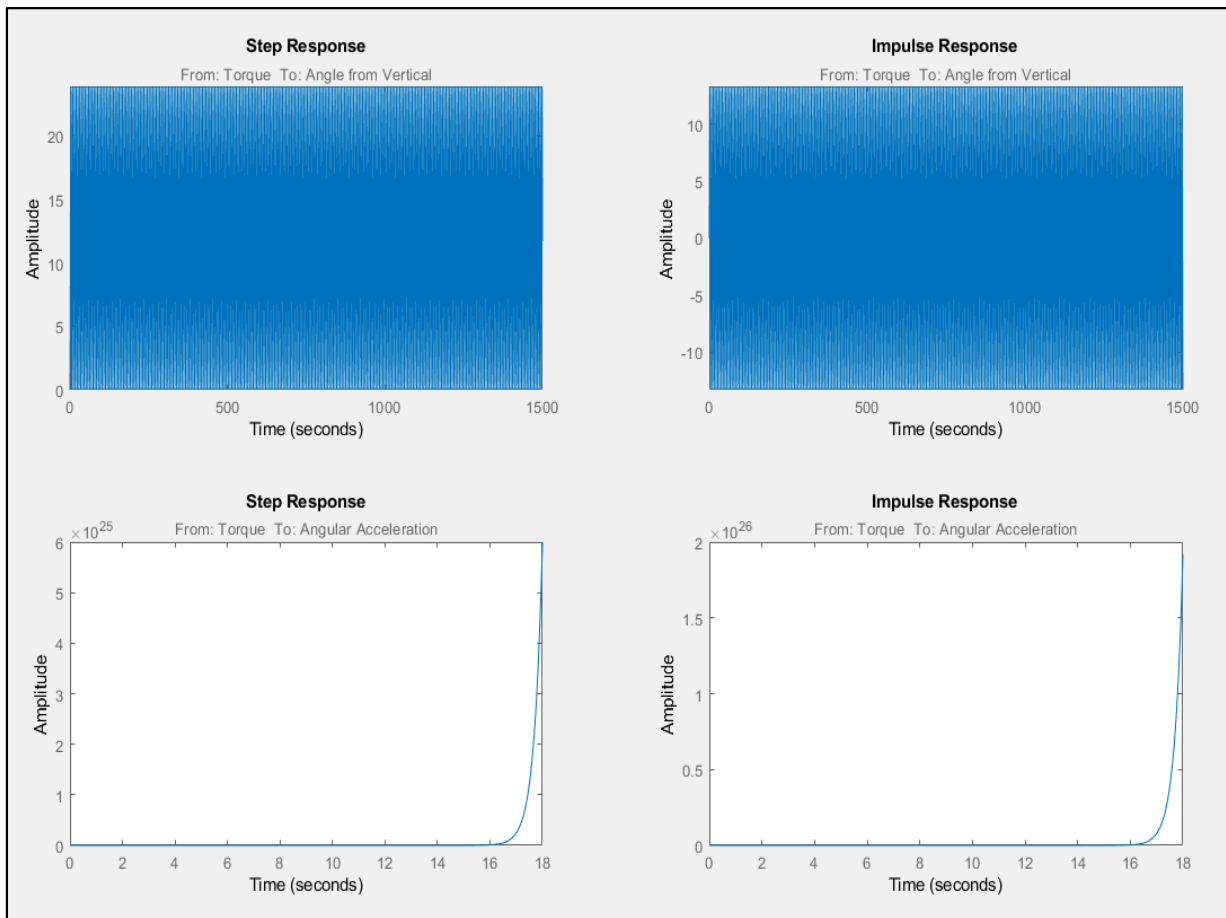 Step Response
From: Torque To: Angle from Vertical
Amplitude
20
15
10
5
0
0 500 1000 1500
Time (seconds)
Impulse Response
From: Torque To: Angle from Vertical
Amplitude
10
5
0
-5
-10
0 500 1000 1500
Time (seconds)
Step Response
From: Torque To: Angular Acceleration
×10^25
Amplitude
6
5
4
3
2
1
0
0 2 4 6 8 10 12 14 16 18
Time (seconds)
Impulse Response
From: Torque To: Angular Acceleration
×10^26
Amplitude
2
1.5
1
0.5
0
0 2 4 6 8 10 12 14 16 18
Time (seconds)